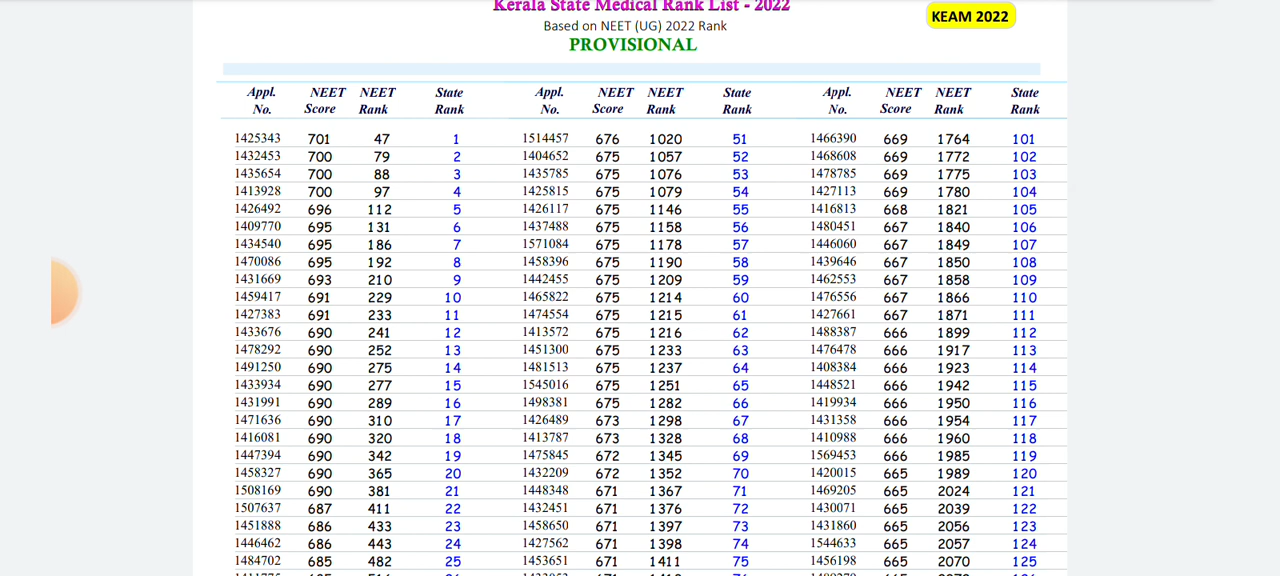 Kerala State Medical Rank List - 2022
KEAM 2022
Based on NEET (UG) 2022 Rank
PROVISIONAL
Appl. No. NEET Score NEET Rank State Rank Appl. No. NEET Score NEET Rank State Rank Appl. No. NEET Score NEET Rank State Rank
1425343 701 47 1 1514457 676 1020 51 1466390 669 1764 101
1432453 700 79 2 1404652 675 1057 52 1468608 669 1772 102
1435654 700 88 3 1435785 675 1076 53 1478785 669 1775 103
1413928 700 97 4 1425815 675 1079 54 1427113 669 1780 104
1426492 696 112 5 1426117 675 1146 55 1416813 668 1821 105
1409770 695 131 6 1437488 675 1158 56 1480451 667 1840 106
1434540 695 186 7 1571084 675 1178 57 1446060 667 1849 107
1470086 695 192 8 1458396 675 1190 58 1439646 667 1850 108
1431669 693 210 9 1442455 675 1209 59 1462553 667 1858 109
1459417 691 229 10 1465822 675 1214 60 1476556 667 1866 110
1427383 691 233 11 1474554 675 1215 61 1427661 667 1871 111
1433676 690 241 12 1413572 675 1216 62 1488387 666 1899 112
1478292 690 252 13 1451300 675 1233 63 1476478 666 1917 113
1491250 690 275 14 1481513 675 1237 64 1408384 666 1923 114
1433934 690 277 15 1545016 675 1251 65 1448521 666 1942 115
1431991 690 289 16 1498381 675 1282 66 1419934 666 1950 116
1471636 690 310 17 1426489 673 1298 67 1431358 666 1954 117
1416081 690 320 18 1413787 673 1328 68 1410988 666 1960 118
1447394 690 342 19 1475845 672 1345 69 1569453 666 1985 119
1458327 690 365 20 1432209 672 1352 70 1420015 665 1989 120
1508169 690 381 21 1448348 671 1367 71 1469205 665 2024 121
1507637 687 411 22 1432451 671 1376 72 1430071 665 2039 122
1451888 686 433 23 1458650 671 1397 73 1431860 665 2056 123
1446462 686 443 24 1427562 671 1398 74 1544633 665 2057 124
1484702 685 482 25 1453651 671 1411 75 1456198 665 2070 125